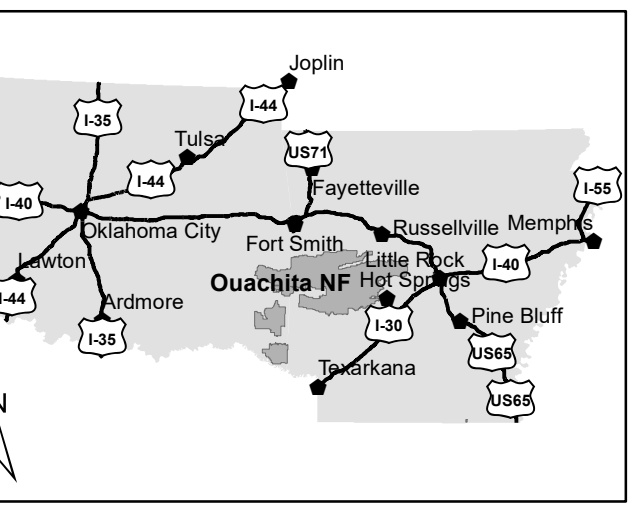 Joplin
I-44
I-35
Tulsa
US71
I-44
I-55
I-40
Fayetteville
Oklahoma City
Russellville
Memphis
Fort Smith
Lawton
Little Rock
I-40
Ouachita NF
Hot Springs
I-44
Ardmore
Pine Bluff
I-30
I-35
US65
Texarkana
US65
N